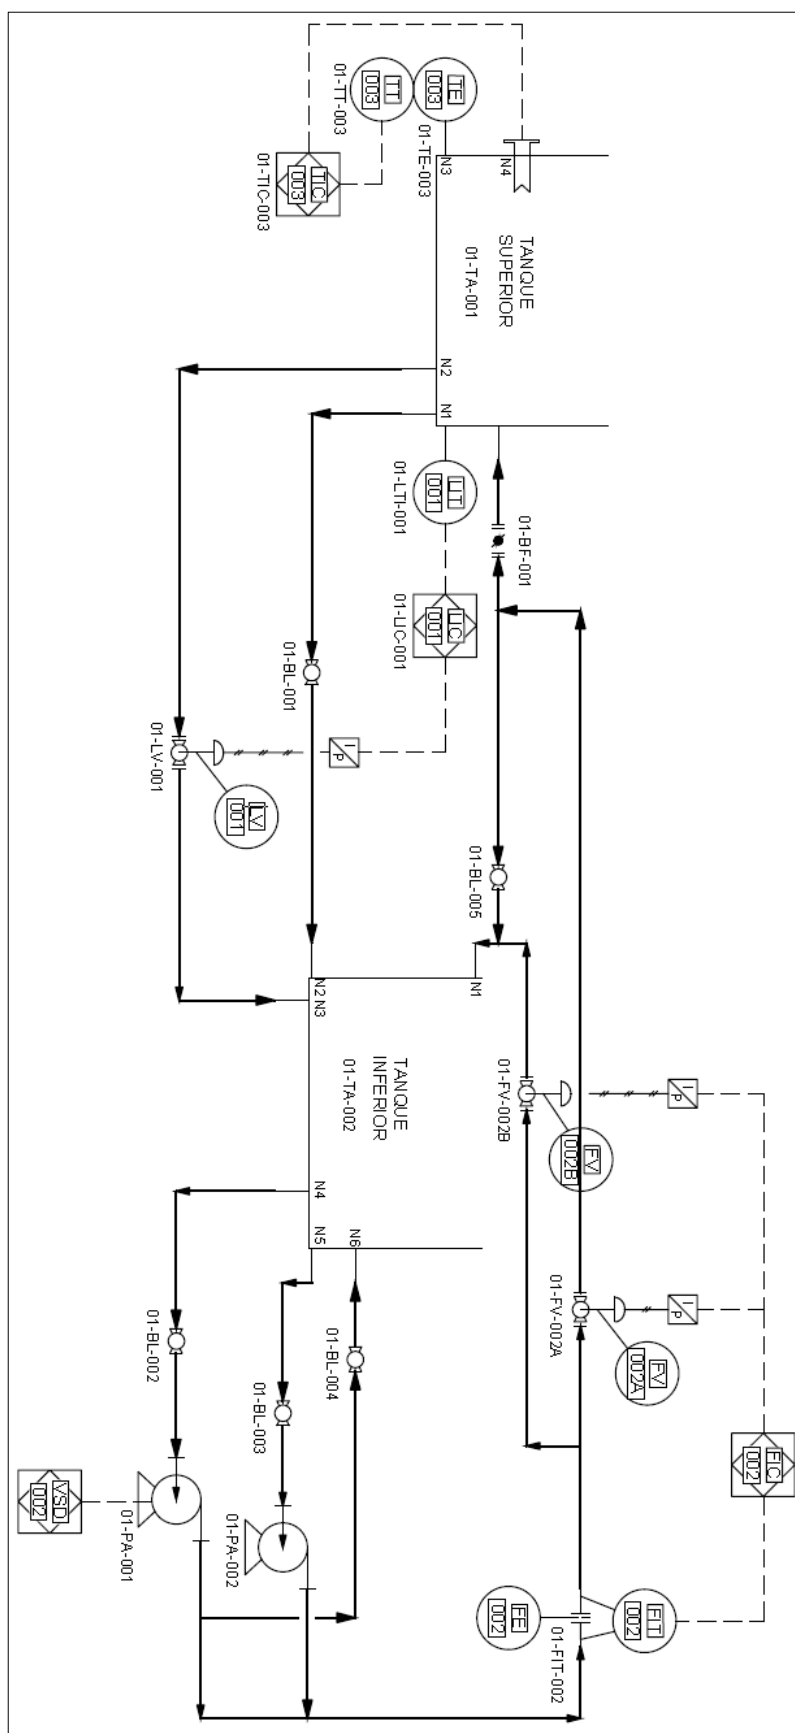 TE
003
01-TE-003
TT
003
01-TT-003
TIC
003
01-TIC-003
N3
N4
TANQUE
SUPERIOR
01-TA-001
N2
N1
LIT
001
01-LTI-001
LIC
001
01-LIC-001
01-BF-001
01-BL-001
I
P
LV
001
01-LV-001
01-BL-005
N1
N2
N3
TANQUE
INFERIOR
01-TA-002
N4
N5
N6
I
P
FV
002B
01-FV-002B
I
P
FV
002A
01-FV-002A
FIC
002
01-BL-002
01-BL-003
01-BL-004
VSD
002
01-PA-001
01-PA-002
FE
002
FIT
002
01-FIT-002